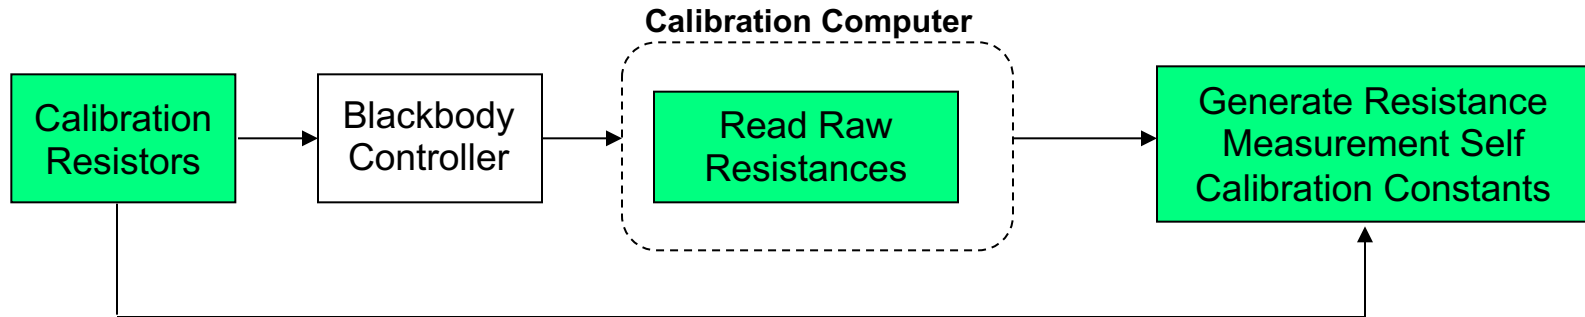 Calibration Computer
Calibration
Resistors
Blackbody
Controller
Read Raw
Resistances
Generate Resistance
Measurement Self
Calibration Constants